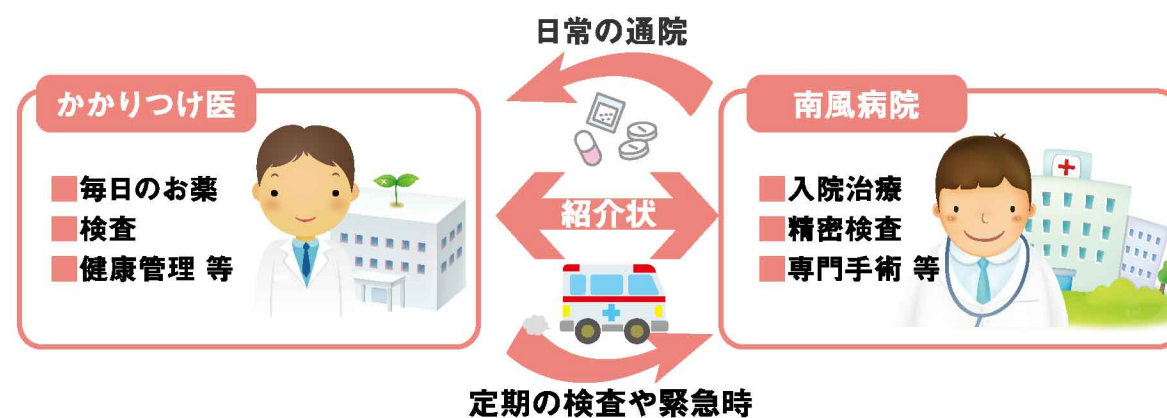 日常の通院
かかりつけ医
■毎日のお薬
■検査
■健康管理 等
紹介状
南風病院
■入院治療
■精密検査
■専門手術 等
定期の検査や緊急時